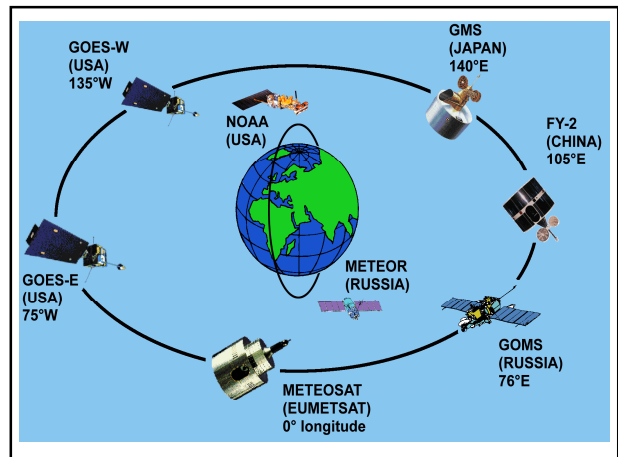 GOES-W
(USA)
135°W
GMS
(JAPAN)
140°E
NOAA
(USA)
FY-2
(CHINA)
105°E
GOES-E
(USA)
75°W
METEOR
(RUSSIA)
GOMS
(RUSSIA)
76°E
METEOSAT
(EUMETSAT)
0° longitude